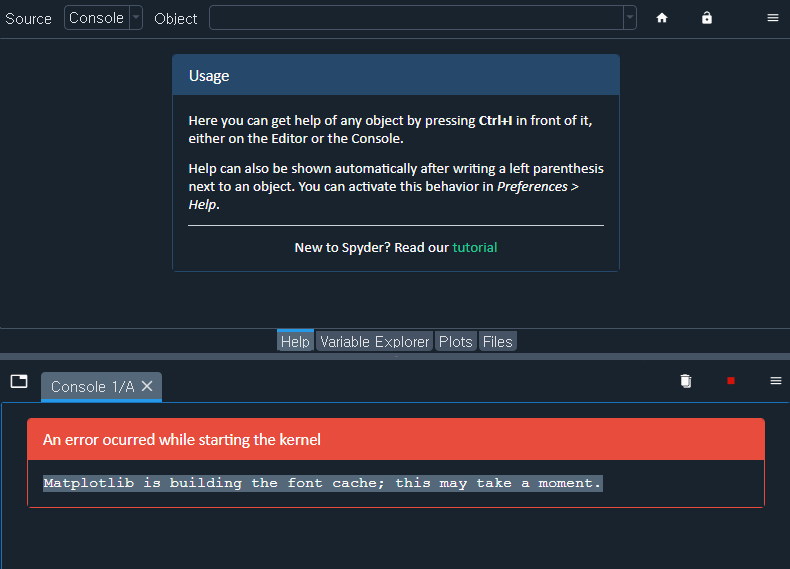 Source Console Object
Usage
Here you can get help of any object by pressing Ctrl+I in front of it,
either on the Editor or the Console.
Help can also be shown automatically after writing a left parenthesis
next to an object. You can activate this behavior in Preferences >
Help.
New to Spyder? Read our tutorial
Help Variable Explorer Plots Files
Console 1/A
An error ocurred while starting the kernel
Matplotlib is building the font cache; this may take a moment.